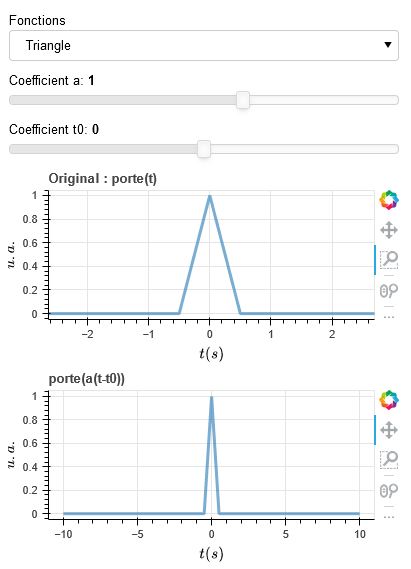 Fonctions
Triangle
Coefficient a: 1
Coefficient t0: 0
Original : porte(t)
1
0.8
0.6
0.4
0.2
0
u. a.
−2
−1
0
1
2
t(s)
...
porte(a(t-t0))
1
0.8
0.6
0.4
0.2
0
u. a.
−10
−5
0
5
10
t(s)
...